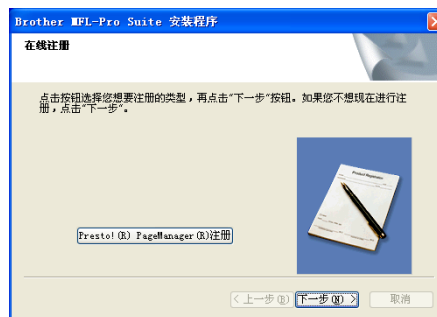 Brother MFL-Pro Suite 安装程序
在线注册
点击按钮选择您想要注册的类型，再点击“下一步”按钮。如果您不想现在进行注
册，点击“下一步”。
Product Registration
Presto!(R) PageManager(R)注册
< 上一步(B)
下一步(N) >
取消